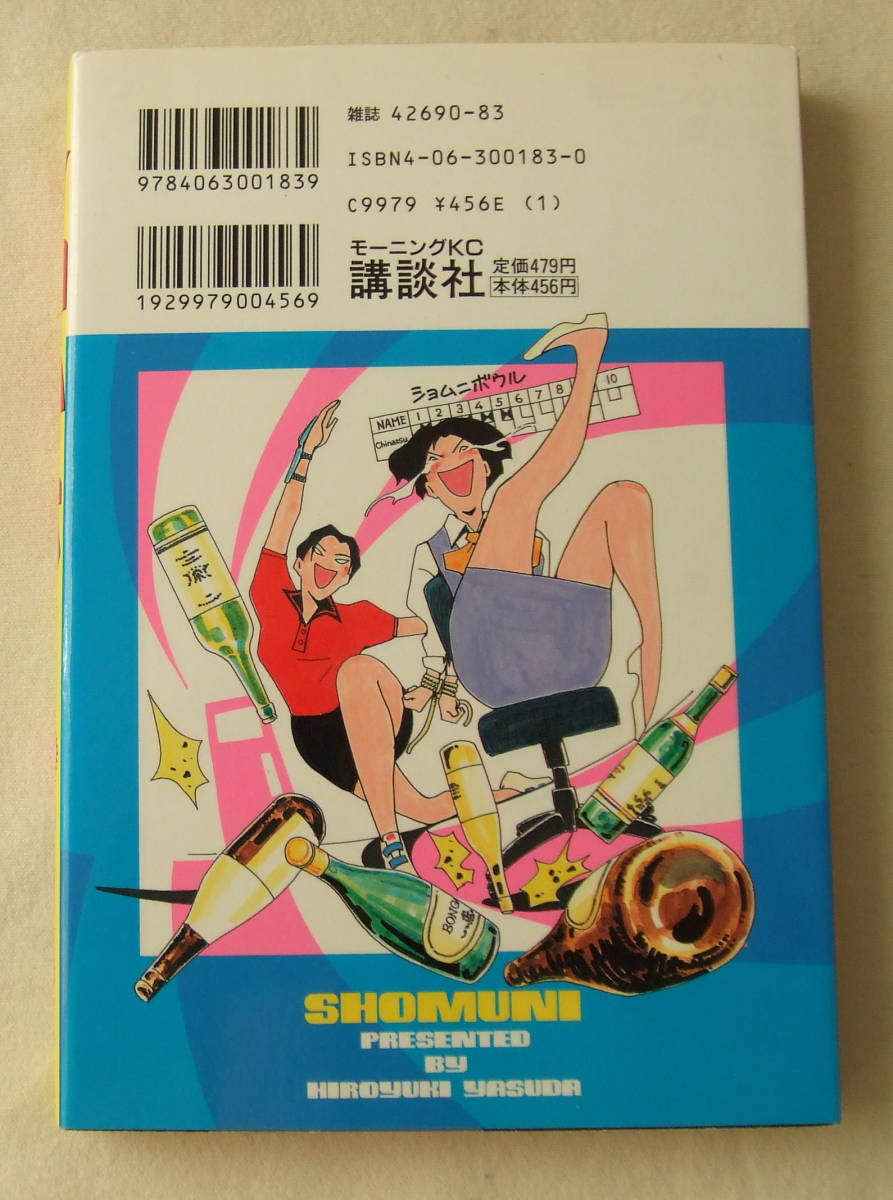 雑誌 42690-83
ISBN4-06-300183-0
9784063001839
C9979 ¥456E (1)
モーニングKC
講談社
定価479円
本体456円
1929979004569
ショムニボウル
NAME 1 2 3 4 5 6 7 8 10
Chinatsu
BONG
SHOMUNI
PRESENTED
BY
HIROYUKI YASUDA